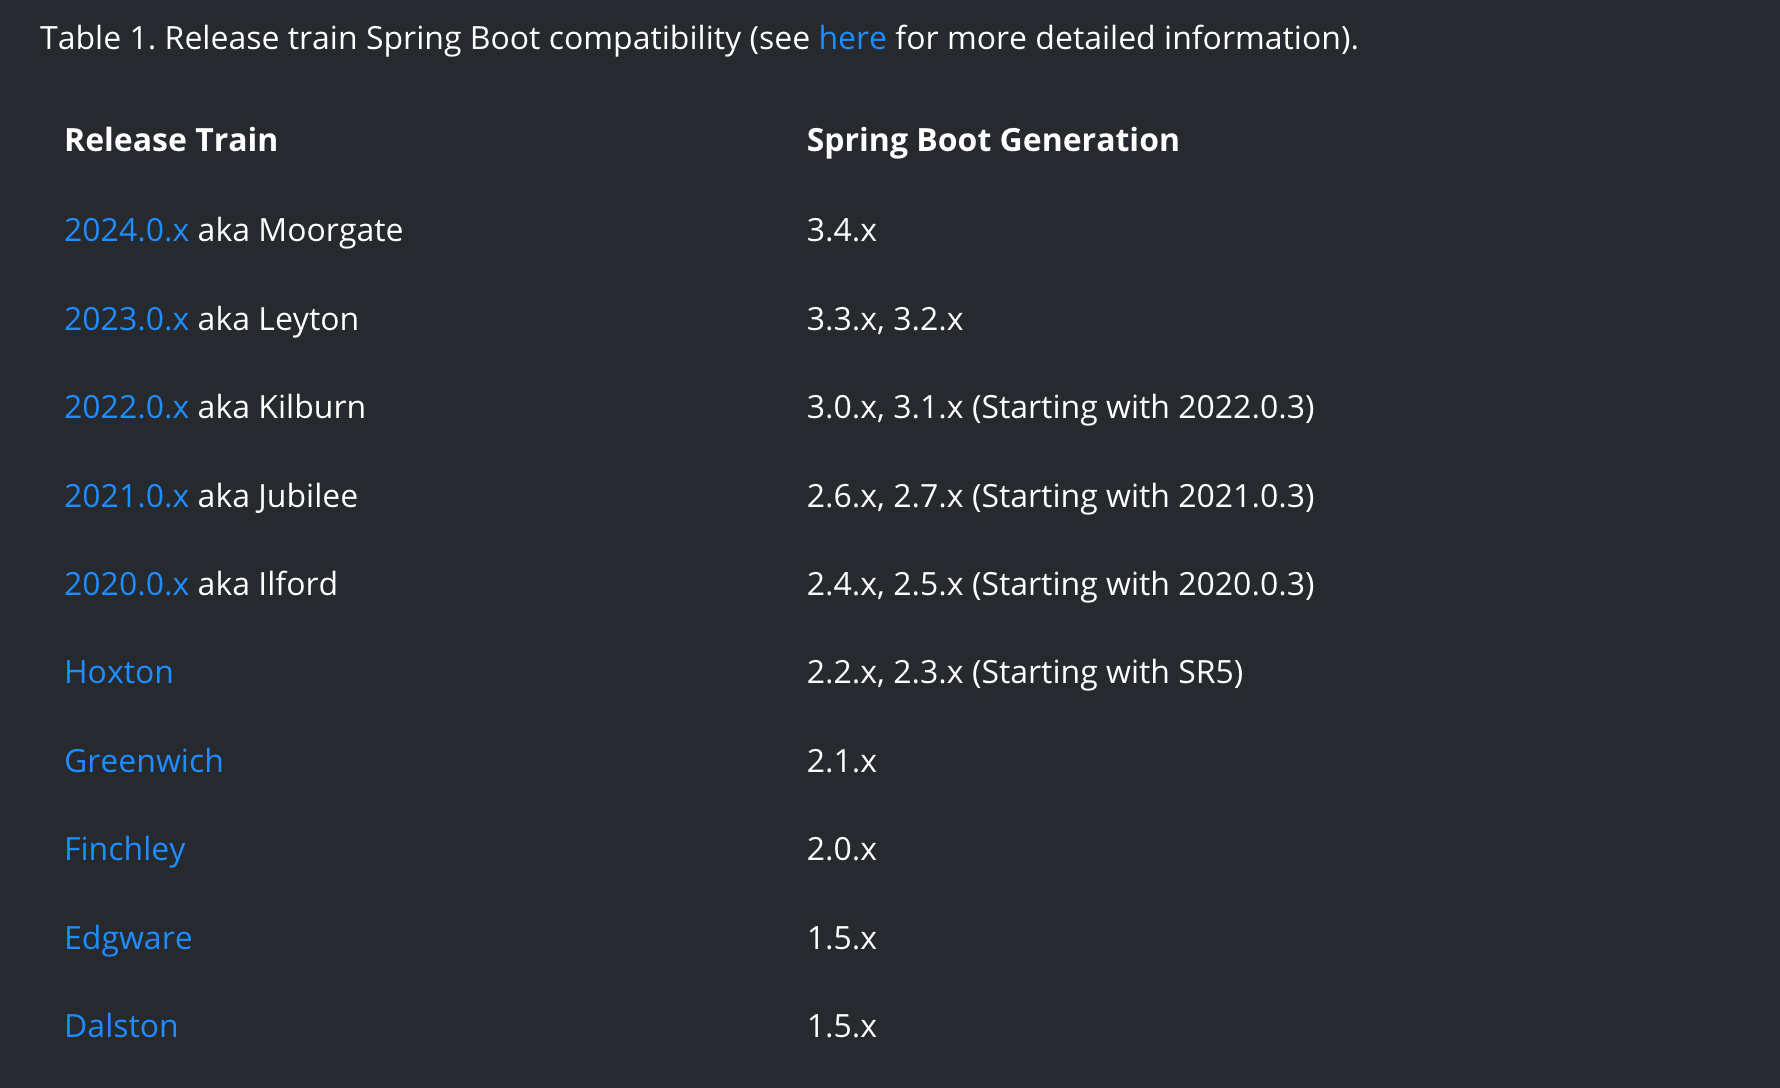 Table 1. Release train Spring Boot compatibility (see here for more detailed information).
Release Train Spring Boot Generation
2024.0.x aka Moorgate 3.4.x
2023.0.x aka Leyton 3.3.x, 3.2.x
2022.0.x aka Kilburn 3.0.x, 3.1.x (Starting with 2022.0.3)
2021.0.x aka Jubilee 2.6.x, 2.7.x (Starting with 2021.0.3)
2020.0.x aka Ilford 2.4.x, 2.5.x (Starting with 2020.0.3)
Hoxton 2.2.x, 2.3.x (Starting with SR5)
Greenwich 2.1.x
Finchley 2.0.x
Edgware 1.5.x
Dalston 1.5.x